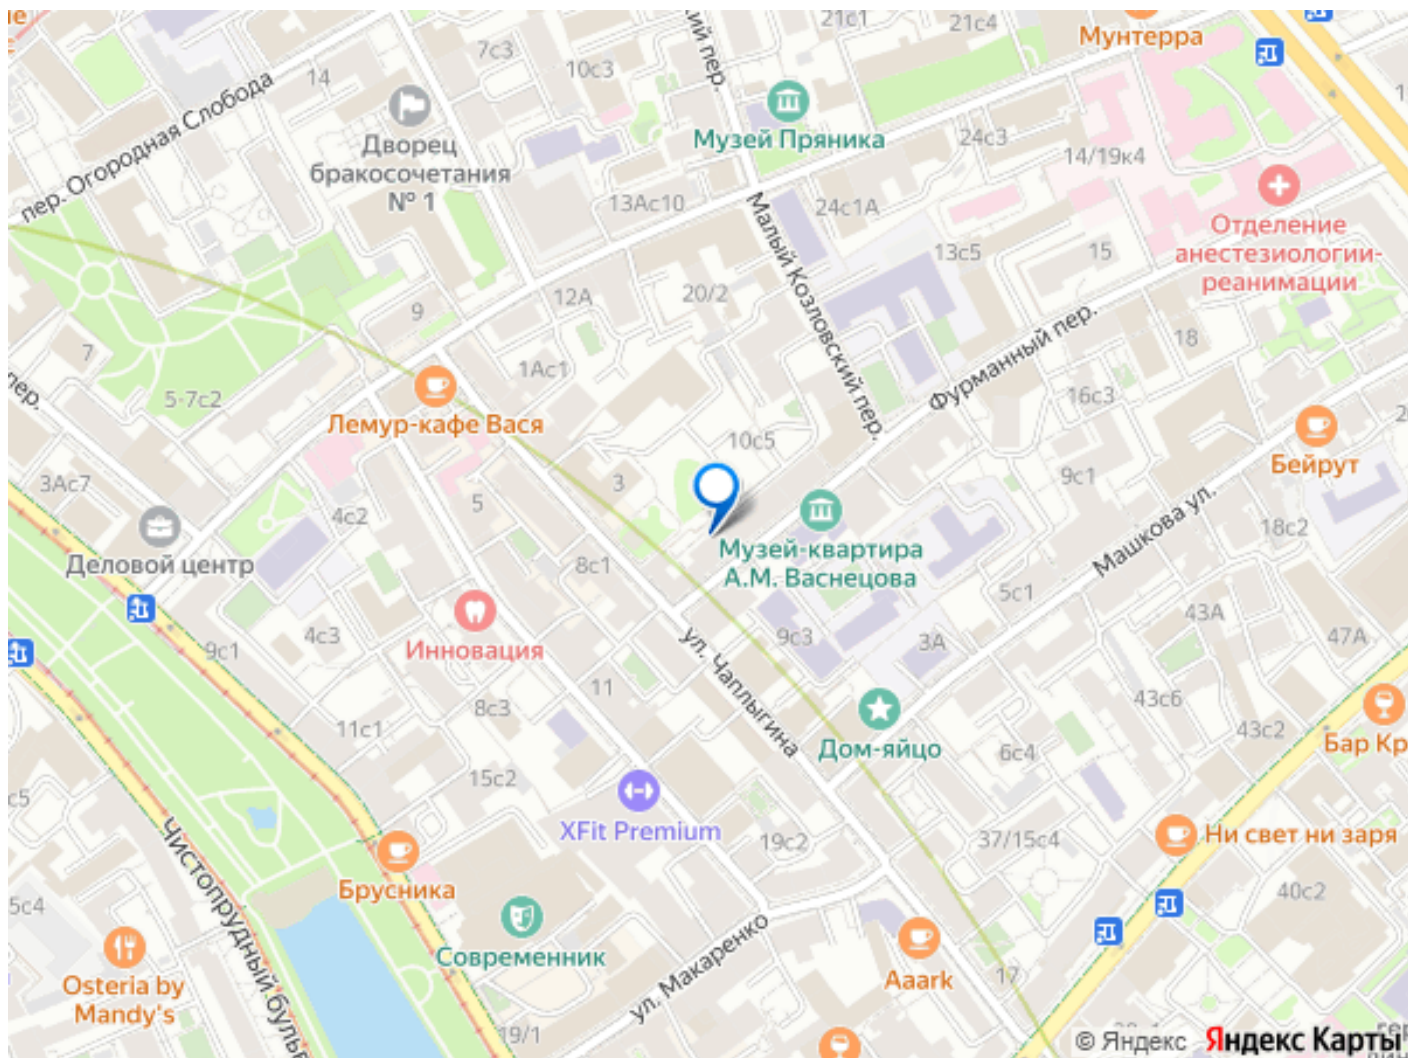 21с1
21с4
Мунтерра
7с3
10с3
14
пер. Огородная Слобода
Дворец
бракосочетания
№ 1
Музей Пряника
24с3
14/19к4
13Ас10
24с1А
Малый Козловский пер.
Отделение
анестезиологии-
реанимации
13с5
15
12А
20/2
9
7
1Ас1
5-7с2
18
Фурманный пер.
16с3
пер.
Лемур-кафе Вася
10с5
Бейрут
3Ас7
5
3
9с1
4с2
Машкова ул.
18с2
Деловой центр
Музей-квартира
А.М. Васнецова
8с1
5с1
43А
47А
9с1
4с3
Инновация
ул. Чаплыгина
9с3
3А
11
8с3
43с6
11с1
Дом-яйцо
6с4
43с2
Бар Кр
15с2
XFit Premium
19с2
37/15с4
Ни свет ни заря
Чистопрудный буль
Брусника
40с2
5с4
Современник
ул. Макаренко
Osteria by
Mandy's
Aaark
17
19/1
© Яндекс Яндекс Карты